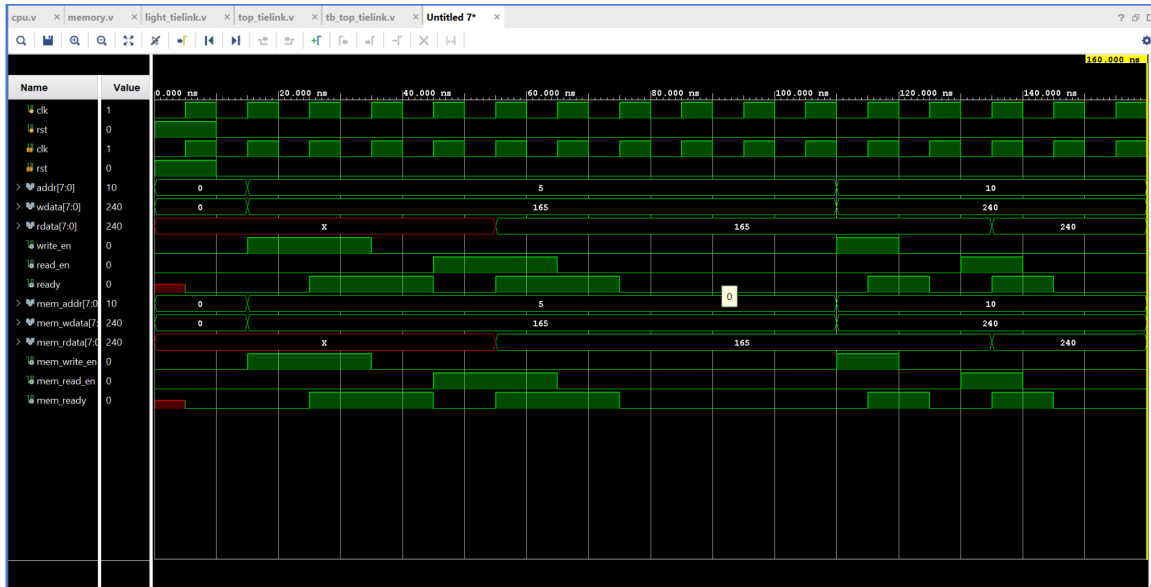 cpu.v × memory.v × light_tielink.v × top_tielink.v × tb_top_tielink.v × Untitled 7* × ?
160.000 ns
Name Value
0.000 ns 20.000 ns 40.000 ns 60.000 ns 80.000 ns 100.000 ns 120.000 ns 140.000 ns
clk 1
rst 0
clk 1
rst 0
> addr[7:0] 10 0 5 10
> wdata[7:0] 240 0 165 240
> rdata[7:0] 240 X 165 240
write_en 0
read_en 0
ready 0
0
> mem_addr[7:0 10 0 5 10
> mem_wdata[7: 240 0 165 240
> mem_rdata[7:0 240 X 165 240
mem_write_en 0
mem_read_en 0
mem_ready 0